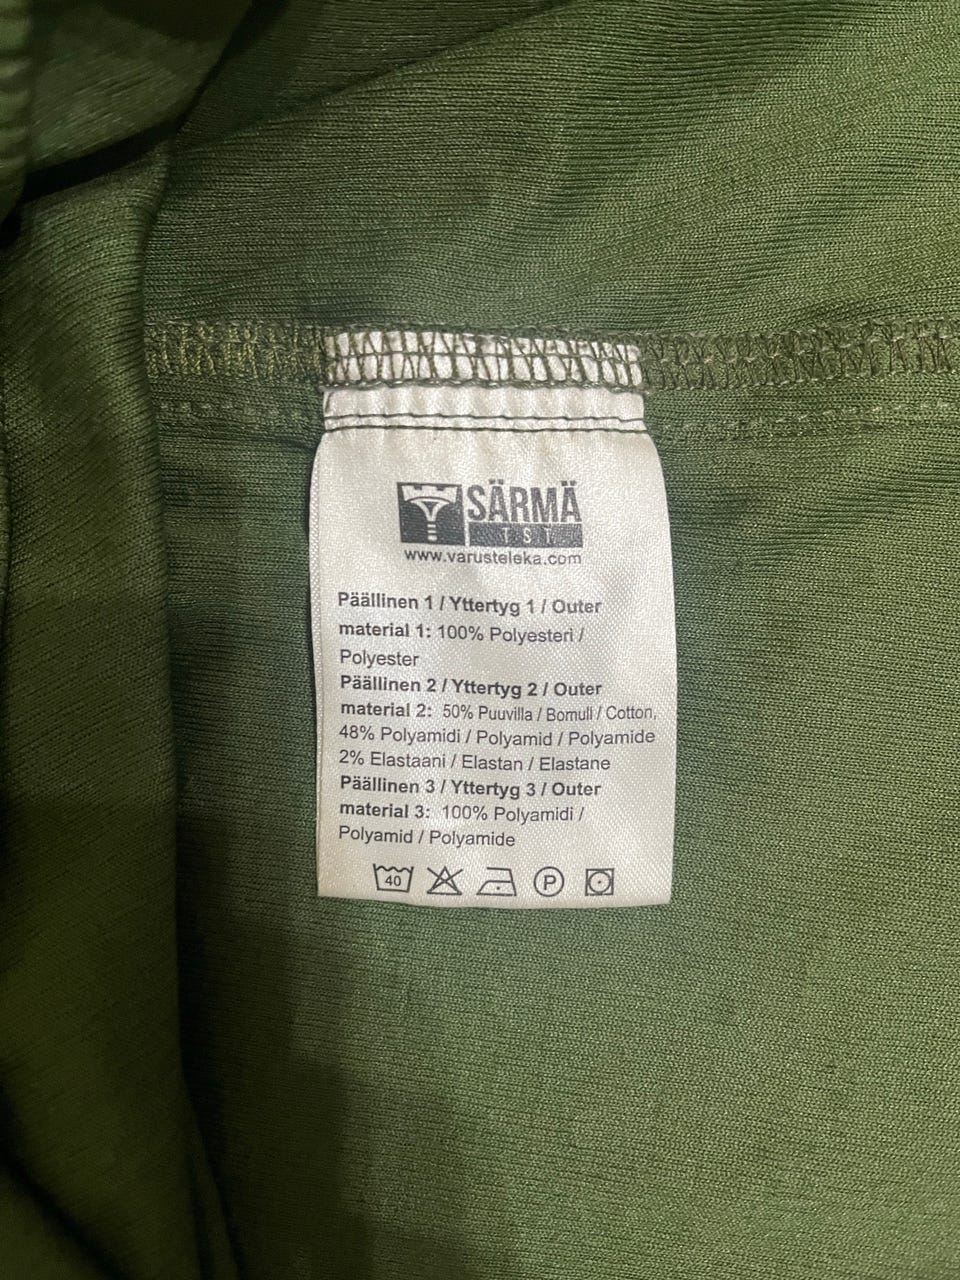 SÄRMÄ
TST
www.varusteleka.com
Päällinen 1 / Yttertyg 1 / Outer
material 1: 100% Polyesteri /
Polyester
Päällinen 2 / Yttertyg 2 / Outer
material 2: 50% Puuvilla / Bomull / Cotton,
48% Polyamidi / Polyamid / Polyamide
2% Elastaani / Elastan / Elastane
Päällinen 3 / Yttertyg 3 / Outer
material 3: 100% Polyamidi /
Polyamid / Polyamide
40 P